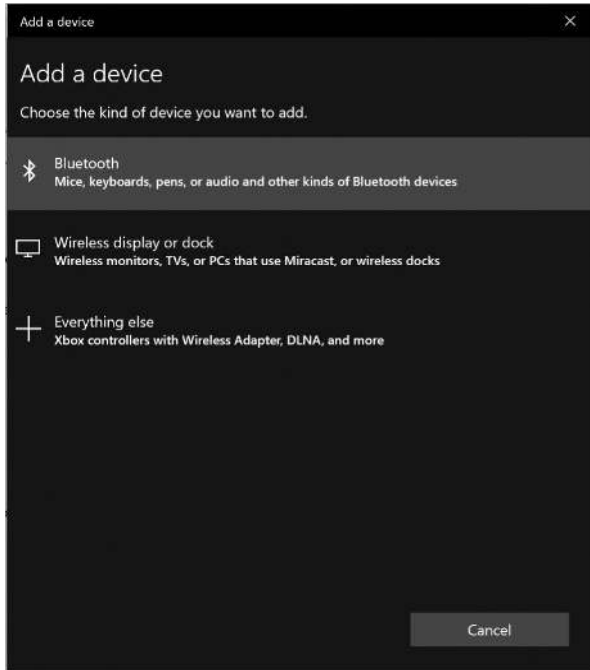 Add a device
Add a device
Choose the kind of device you want to add.
Bluetooth
Mice, keyboards, pens, or audio and other kinds of Bluetooth devices
Wireless display or dock
Wireless monitors, TVs, or PCs that use Miracast, or wireless docks
Everything else
Xbox controllers with Wireless Adapter, DLNA, and more
Cancel